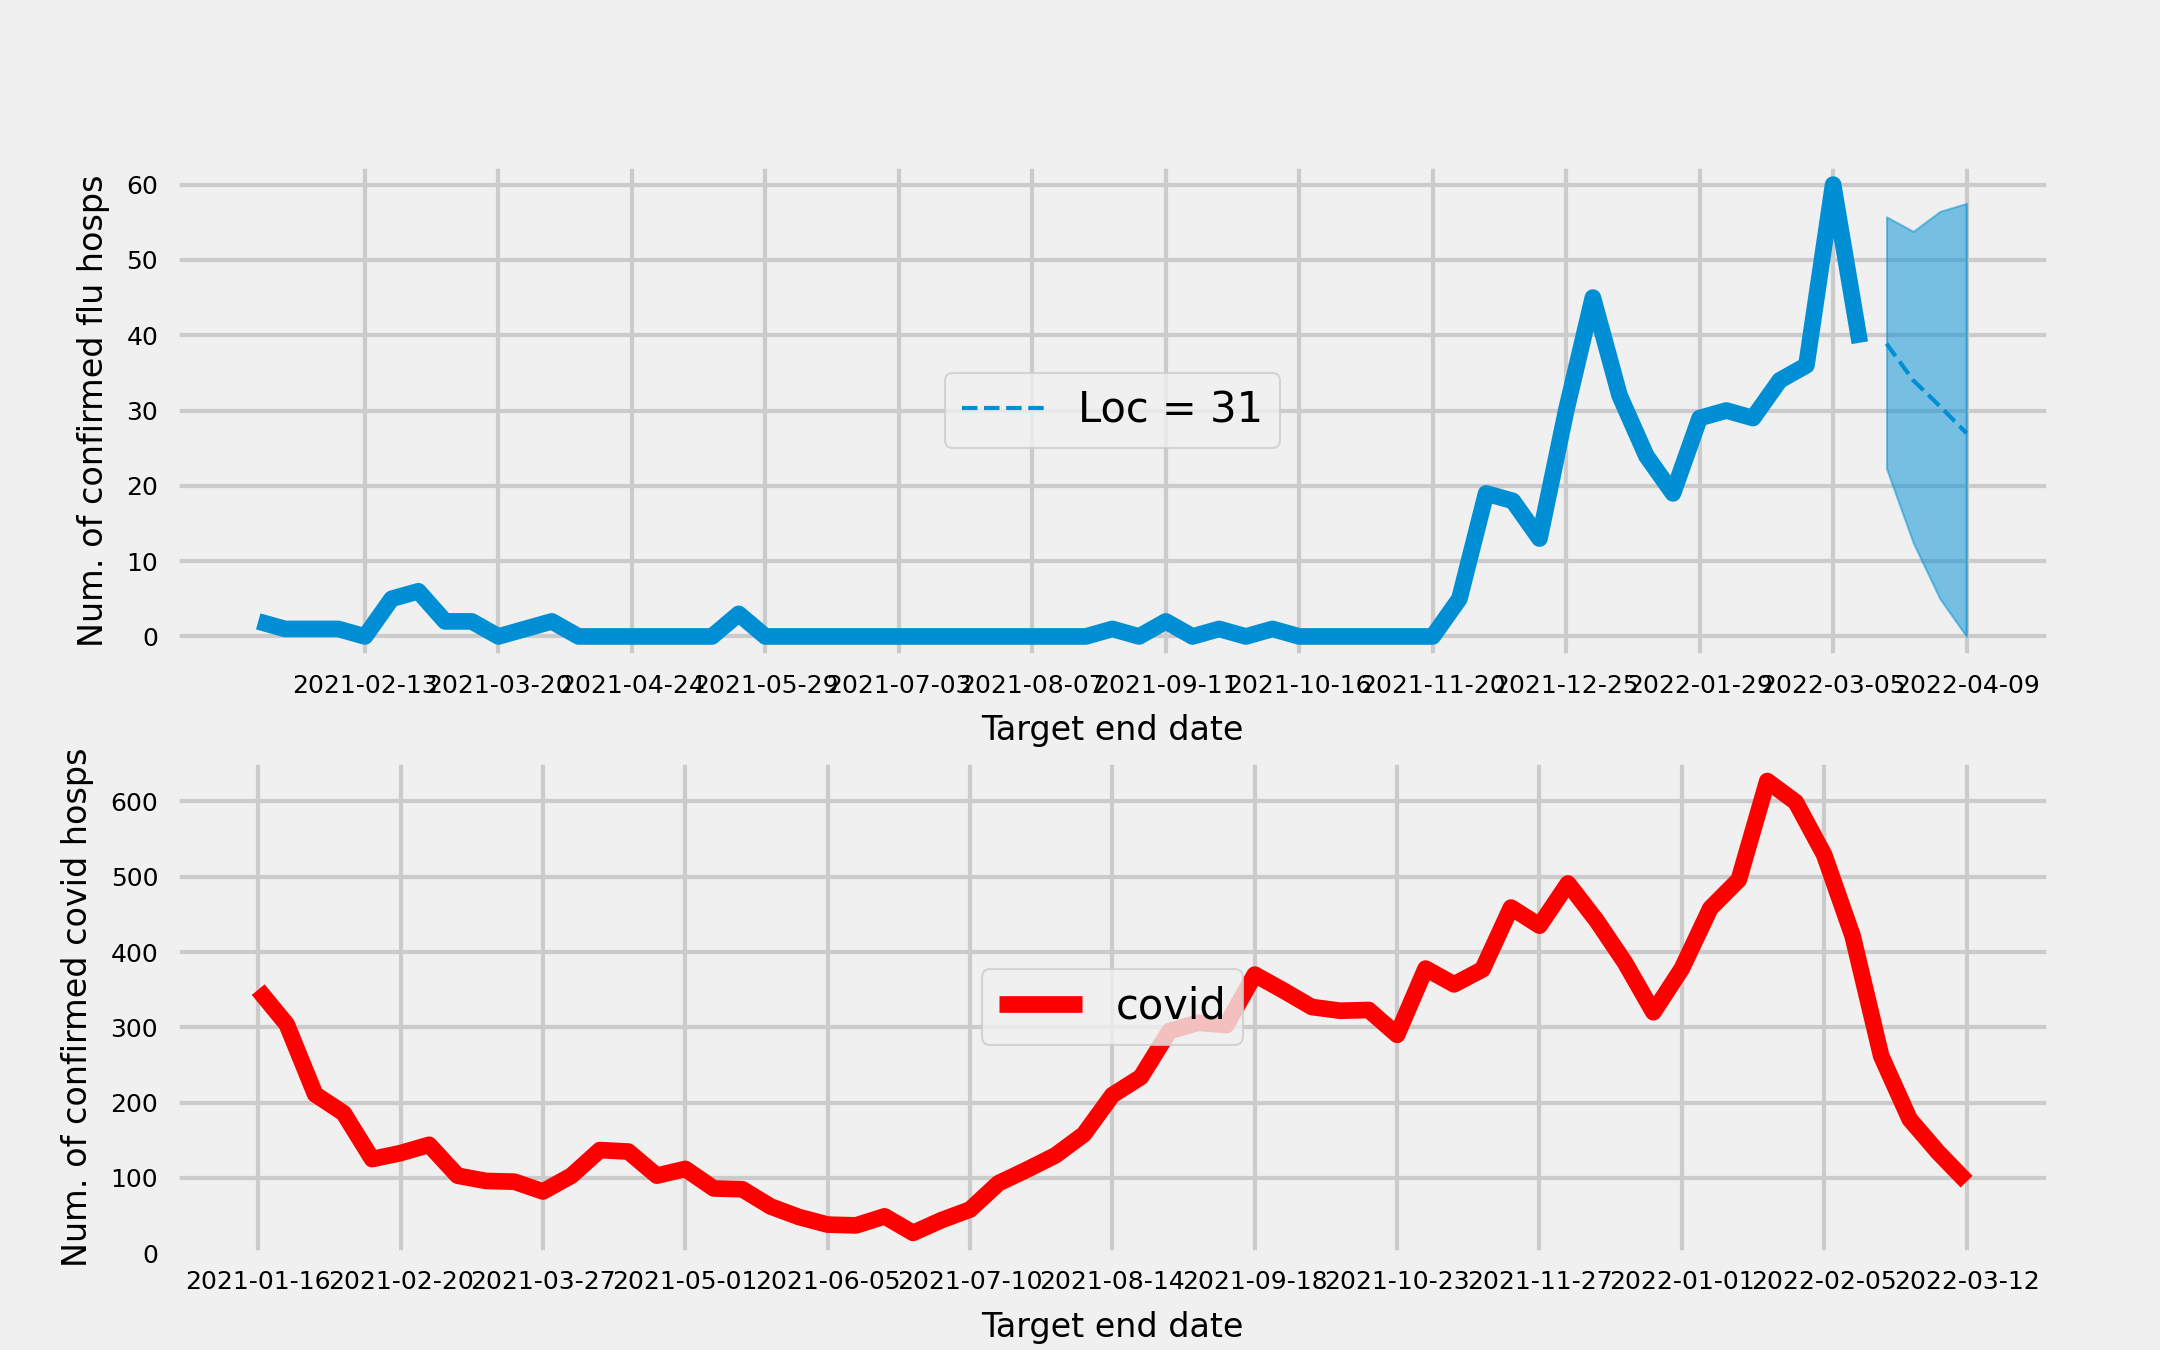 Num. of confirmed flu hosps
60
50
40
30
20
10
0
Loc = 31
2021-02-13 2021-03-20 2021-04-24 2021-05-29 2021-07-03 2021-08-07 2021-09-11 2021-10-16 2021-11-20 2021-12-25 2022-01-29 2022-03-05 2022-04-09
Target end date
Num. of confirmed covid hosps
600
500
400
300
200
100
0
covid
2021-01-16 2021-02-20 2021-03-27 2021-05-01 2021-06-05 2021-07-10 2021-08-14 2021-09-18 2021-10-23 2021-11-27 2022-01-01 2022-02-05 2022-03-12
Target end date